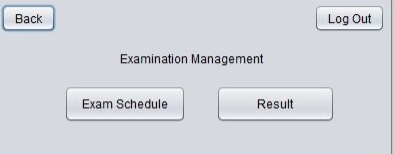 Back Log Out
Examination Management
Exam Schedule Result